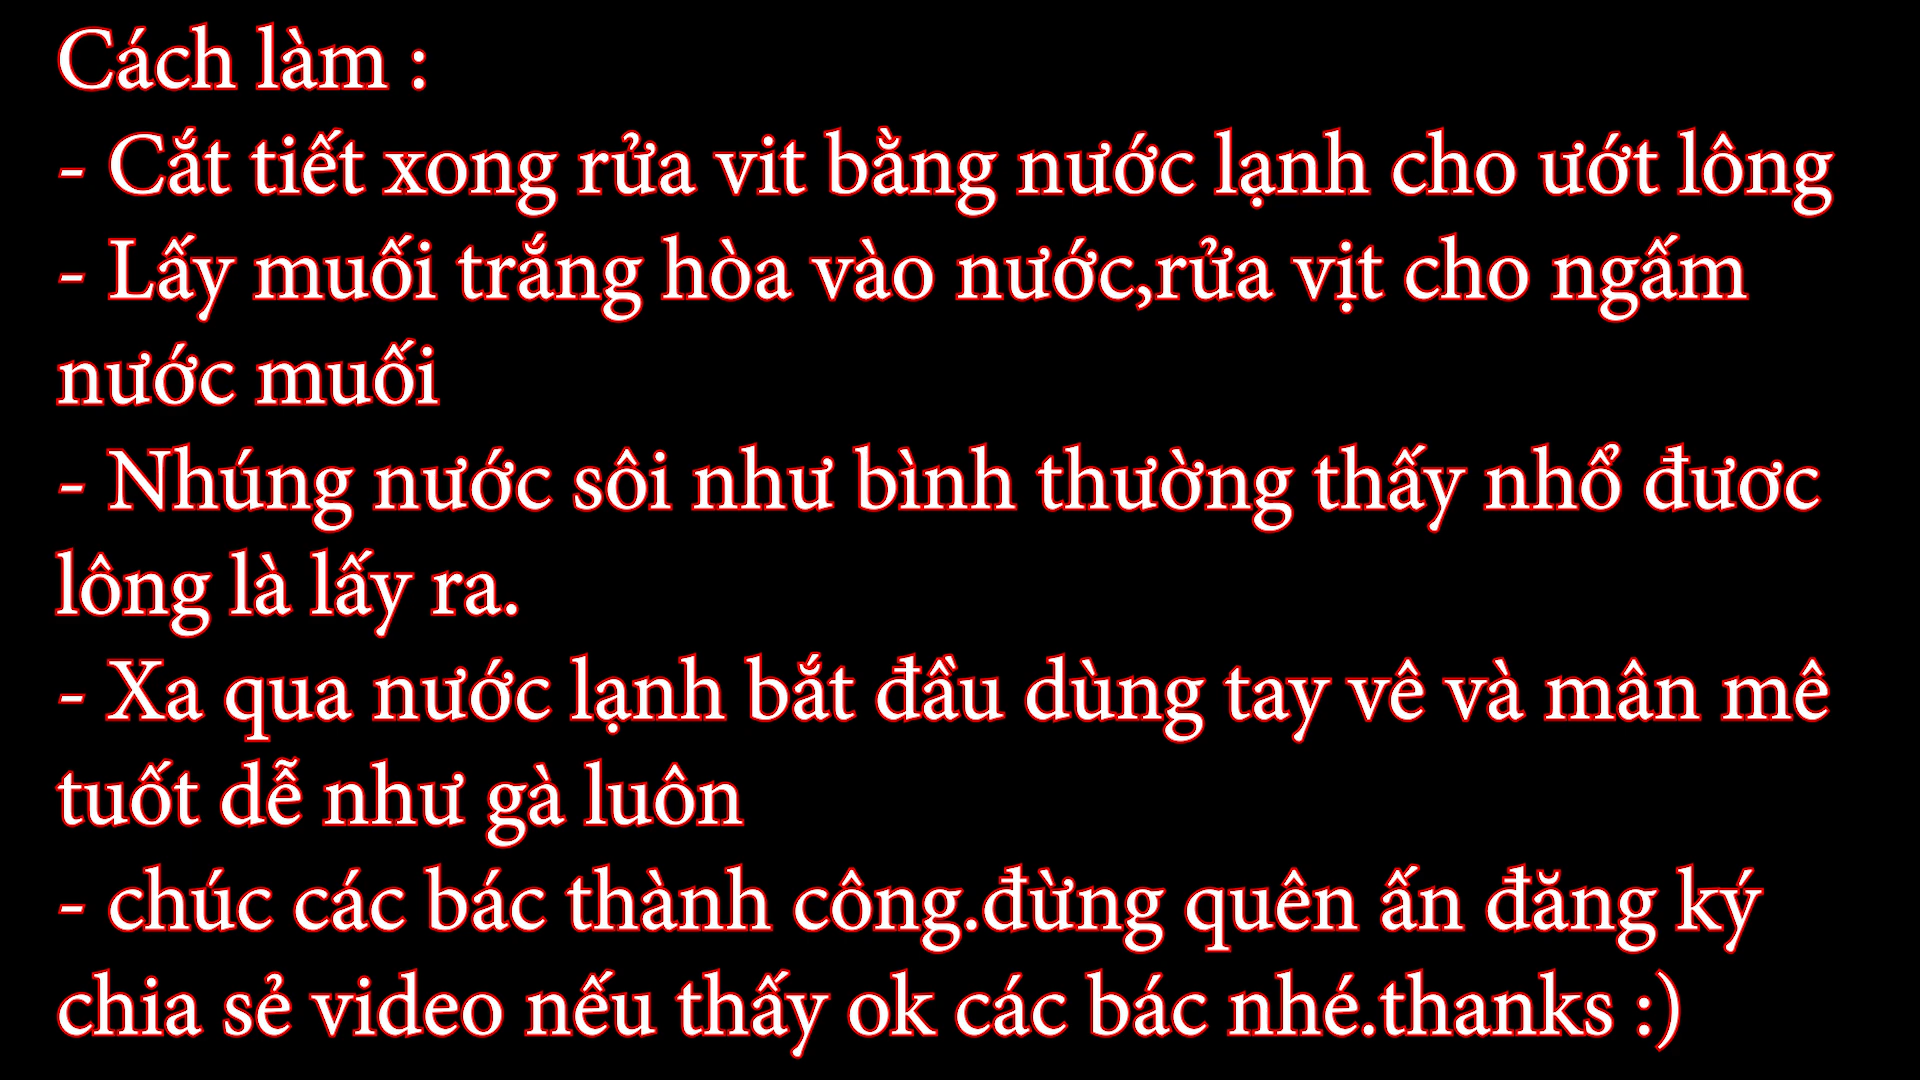 Cách làm :
- Cắt tiết xong rửa vit bằng nước lạnh cho ướt lông
- Lấy muối trắng hòa vào nước,rửa vịt cho ngấm
nước muối
- Nhúng nước sôi như bình thường thấy nhổ đươc
lông là lấy ra.
- Xa qua nước lạnh bắt đầu dùng tay vê và mân mê
tuốt dễ như gà luôn
- chúc các bác thành công.đừng quên ấn đăng ký
chia sẻ video nếu thấy ok các bác nhé.thanks :)